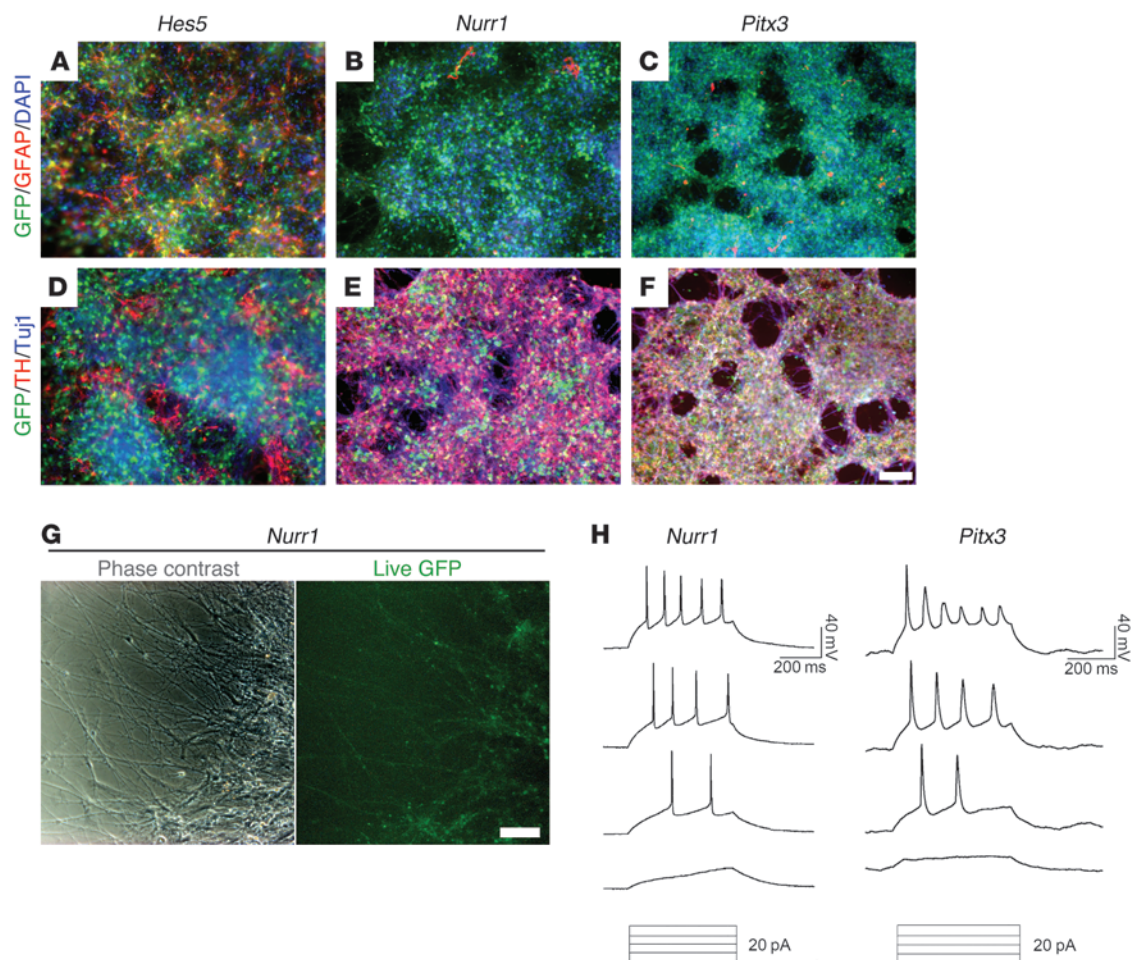 Hes5 Nurr1 Pitx3
A B C
GFP/GFAP/DAPI
D E F
GFP/TH/Tuj1
G Nurr1
Phase contrast Live GFP
H Nurr1 Pitx3
40 mV
200 ms
40 mV
200 ms
20 pA 20 pA